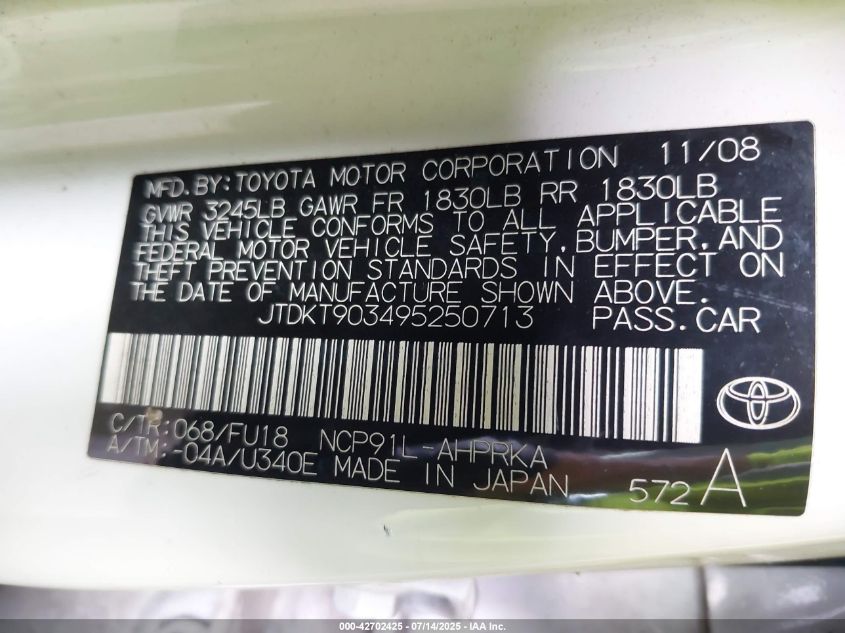 MFD. BY: TOYOTA MOTOR CORPORATION 11/08
GVWR 3245LB GAWR FR 1830LB RR 1830LB
THIS VEHICLE CONFORMS TO ALL APPLICABLE
FEDERAL MOTOR VEHICLE SAFETY, BUMPER, AND
THEFT PREVENTION STANDARDS IN EFFECT ON
THE DATE OF MANUFACTURE SHOWN ABOVE.
JTDKT903495250713 PASS. CAR
C/TR: 068/FU18 NCP91L-AHPRKA
A/TM: -04A/U340E MADE IN JAPAN 572 A
000-42702425 - 07/14/2025 - IAA Inc.